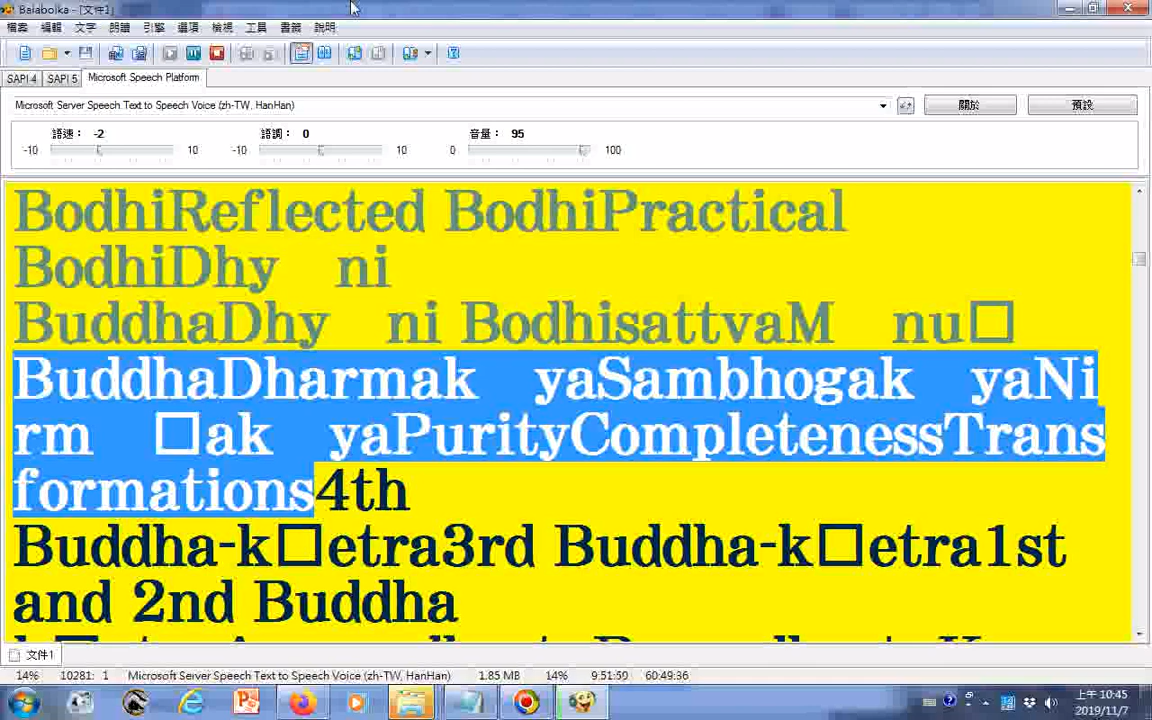 Balabolka - [文件1]
檔案 編輯 文字 朗讀 引擎 選項 檢視 工具 書籤 說明
SAPI 4 SAPI 5 Microsoft Speech Platform
Microsoft Server Speech Text to Speech Voice (zh-TW, HanHan) 關於 預設
語速： -2 語調： 0 音量： 95
-10 10 -10 10 0 100
BodhiReflected BodhiPractical
BodhiDhy ni
BuddhaDhy ni BodhisattvaM nu□
BuddhaDharmak yaSambhogak yaNi
rm □ak yaPurityCompletenessTrans
formations4th
Buddha-k□etra3rd Buddha-k□etra1st
and 2nd Buddha
文件1
14% 10281: 1 Microsoft Server Speech Text to Speech Voice (zh-TW, HanHan) 1.85 MB 14% 9:51:50 60:49:36
上午 10:45
2019/11/7